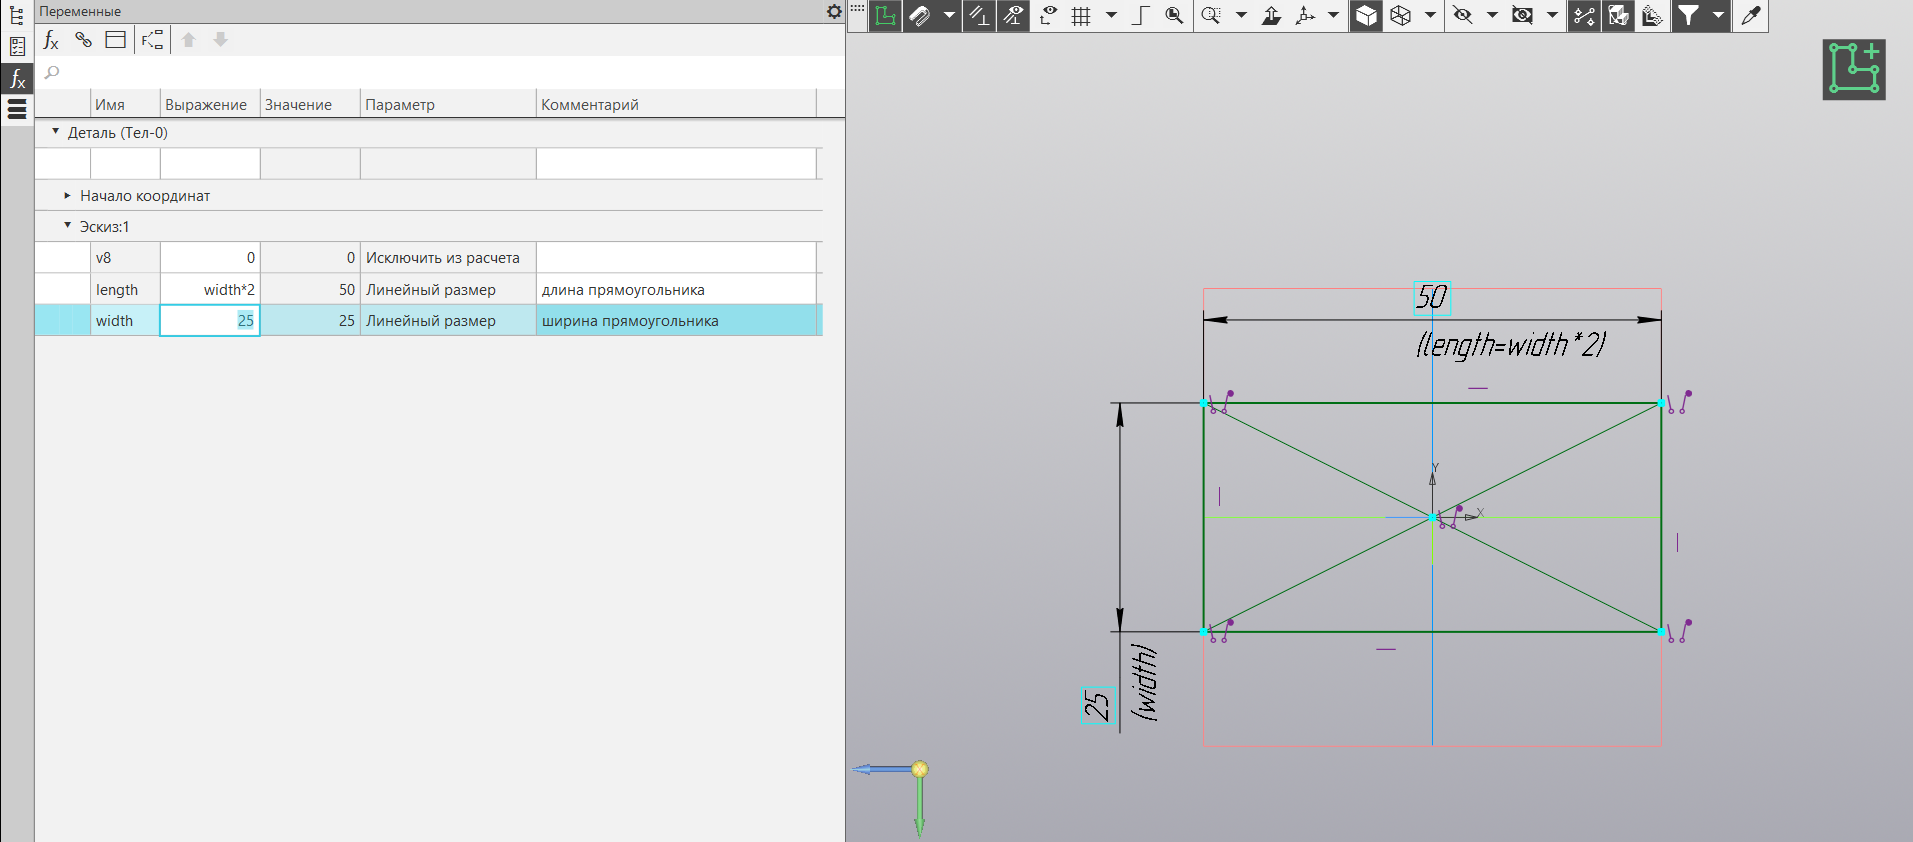 Переменные
fx
F
fx
Имя Выражение Значение Параметр Комментарий
Деталь (Тел-0)
Начало координат
Эскиз:1
v8 0 0 Исключить из расчета
length width*2 50 Линейный размер длина прямоугольника
width 25 25 Линейный размер ширина прямоугольника
50
(length=width*2)
Y
X
25
(width)